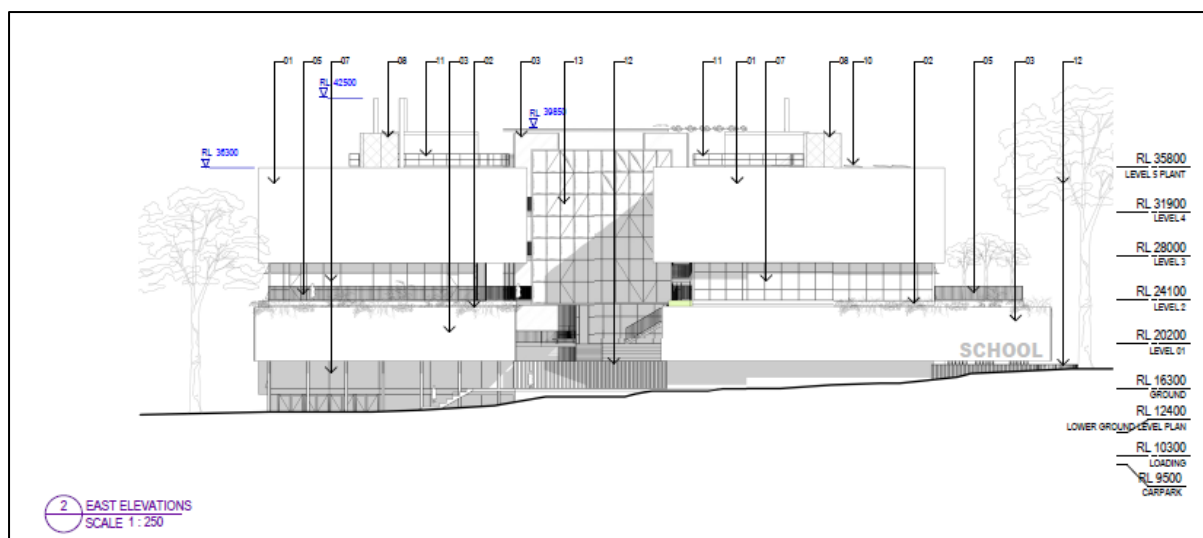 01 05 07 08 11 03 02 03 13 12 11 01 07 08 10 02 05 03 12
RL 42500
RL 39850
RL 36300
RL 35800
LEVEL 5 PLANT
RL 31900
LEVEL 4
RL 28000
LEVEL 3
RL 24100
LEVEL 2
RL 20200
LEVEL 01
SCHOOL
RL 16300
GROUND
RL 12400
LOWER GROUND LEVEL PLAN
RL 10300
LOADING
RL 9500
CARPARK
2 EAST ELEVATIONS
SCALE 1 : 250